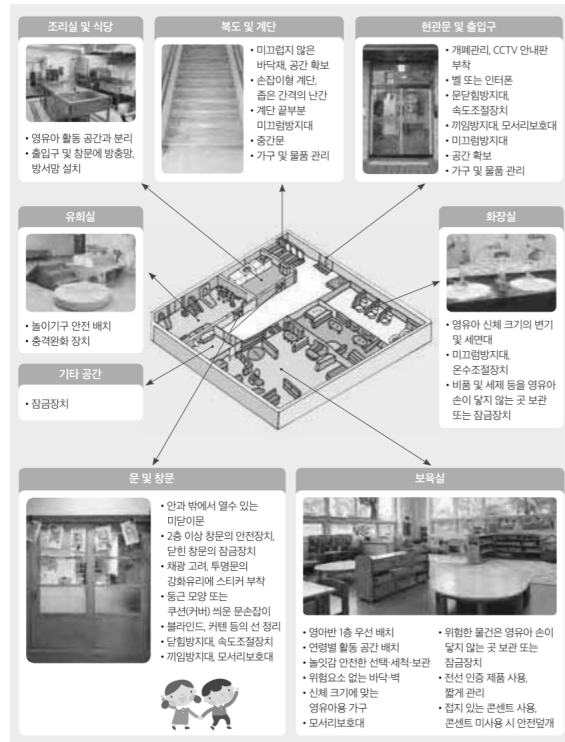 조리실 및 식당
• 영유아 활동 공간과 분리
• 출입구 및 창문에 방충망,
방서망 설치
복도 및 계단
• 미끄럽지 않은
바닥재, 공간 확보
• 손잡이형 계단,
좁은 간격의 난간
• 계단 끝부분
미끄럼방지대
• 중간문
• 가구 및 물품 관리
현관문 및 출입구
• 개폐관리, CCTV 안내판
부착
• 벨 또는 인터폰
• 문닫힘방지대,
속도조절장치
• 끼임방지대, 모서리보호대
• 미끄럼방지대
• 공간 확보
• 가구 및 물품 관리
유희실
• 놀이기구 안전 배치
• 충격완화 장치
화장실
• 영유아 신체 크기의 변기
및 세면대
• 미끄럼방지대,
온수조절장치
• 비품 및 세제 등을 영유아
손이 닿지 않는 곳 보관
또는 잠금장치
기타 공간
• 잠금장치
문 및 창문
• 안과 밖에서 열수 있는
미닫이문
• 2층 이상 창문의 안전장치,
닫힌 창문의 잠금장치
• 채광 고려, 투명문의
강화유리에 스티커 부착
• 둥근 모양 또는
쿠션(커버) 씌운 문손잡이
• 블라인드, 커텐 등의 선 정리
• 닫힘방지대, 속도조절장치
• 끼임방지대, 모서리보호대
보육실
• 영아반 1층 우선 배치
• 연령별 활동 공간 배치
• 놀잇감 안전한 선택·세척·보관
• 위험요소 없는 바닥·벽
• 신체 크기에 맞는
영유아용 가구
• 모서리보호대
• 위험한 물건은 영유아 손이
닿지 않는 곳 보관 또는
잠금장치
• 전선 인증 제품 사용,
짧게 관리
• 접지 있는 콘센트 사용,
콘센트 미사용 시 안전덮개